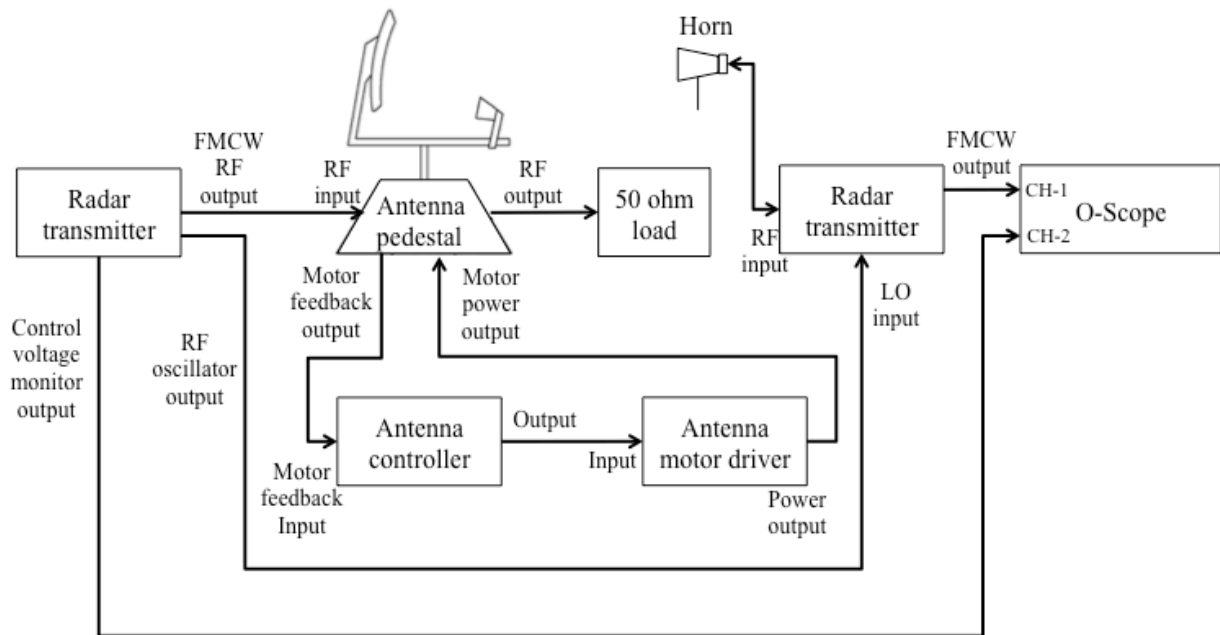 Horn
FMCW
RF
output
RF
input
RF
output
FMCW
output
Radar
transmitter
Antenna
pedestal
50 ohm
load
Radar
transmitter
CH-1
O-Scope
CH-2
RF
input
LO
input
Motor
feedback
output
Motor
power
output
Control
voltage
monitor
output
RF
oscillator
output
Antenna
controller
Output
Input
Antenna
motor driver
Motor
feedback
Input
Power
output